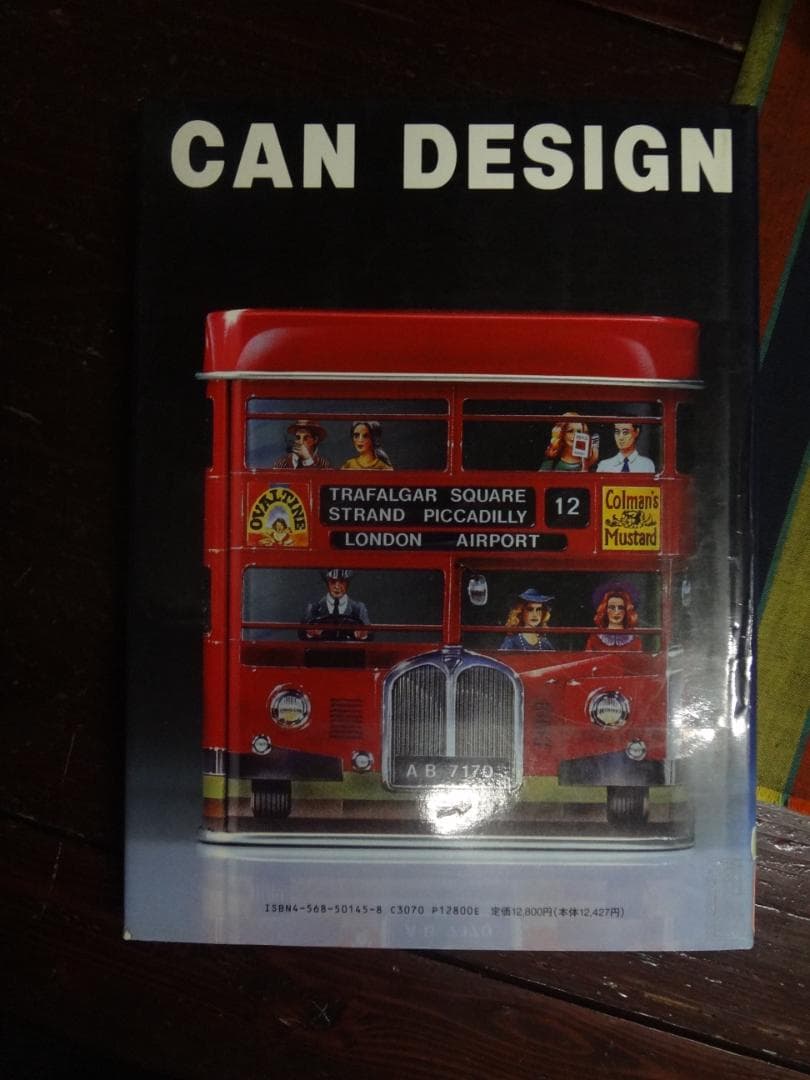 CAN DESIGN
OVALTINE
TRAFALGAR SQUARE
STRAND PICCADILLY
12
LONDON AIRPORT
Colman's
Mustard
A B 7170
ISBN4-568-50145-8 C3070 P12800E 定価12,800円(本体12,427円)